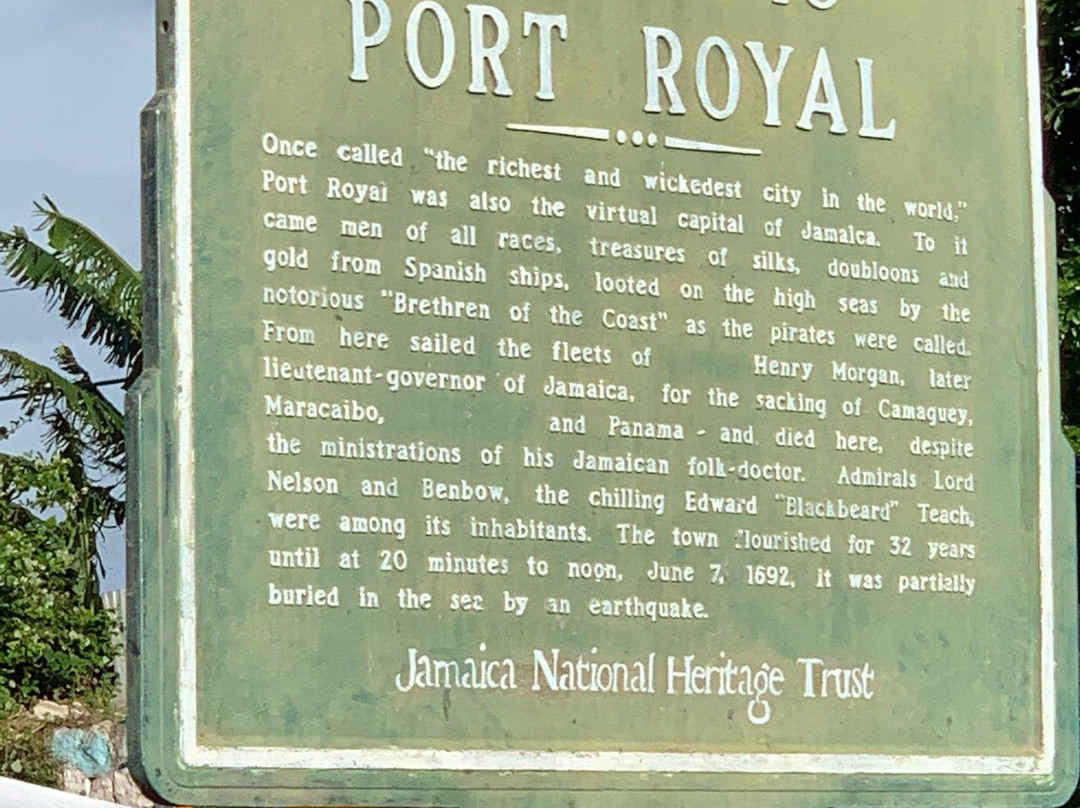 PORT ROYAL
Once called "the richest and wickedest city in the world,"
Port Royal was also the virtual capital of Jamaica. To it
came men of all races, treasures of silks, doubloons and
gold from Spanish ships, looted on the high seas by the
notorious "Brethren of the Coast" as the pirates were called.
From here sailed the fleets of Henry Morgan, later
lieutenant-governor of Jamaica, for the sacking of Camaguey,
Maracaibo, and Panama - and died here, despite
the ministrations of his Jamaican folk-doctor. Admirals Lord
Nelson and Benbow, the chilling Edward "Blackbeard" Teach,
were among its inhabitants. The town flourished for 32 years
until at 20 minutes to noon, June 7, 1692, it was partially
buried in the sea by an earthquake.
Jamaica National Heritage Trust